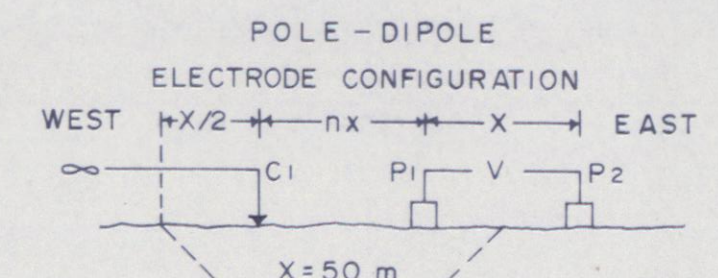 POLE - DIPOLE
ELECTRODE CONFIGURATION
WEST X/2 nx X EAST
∞ C1 P1 V P2
X = 50 m